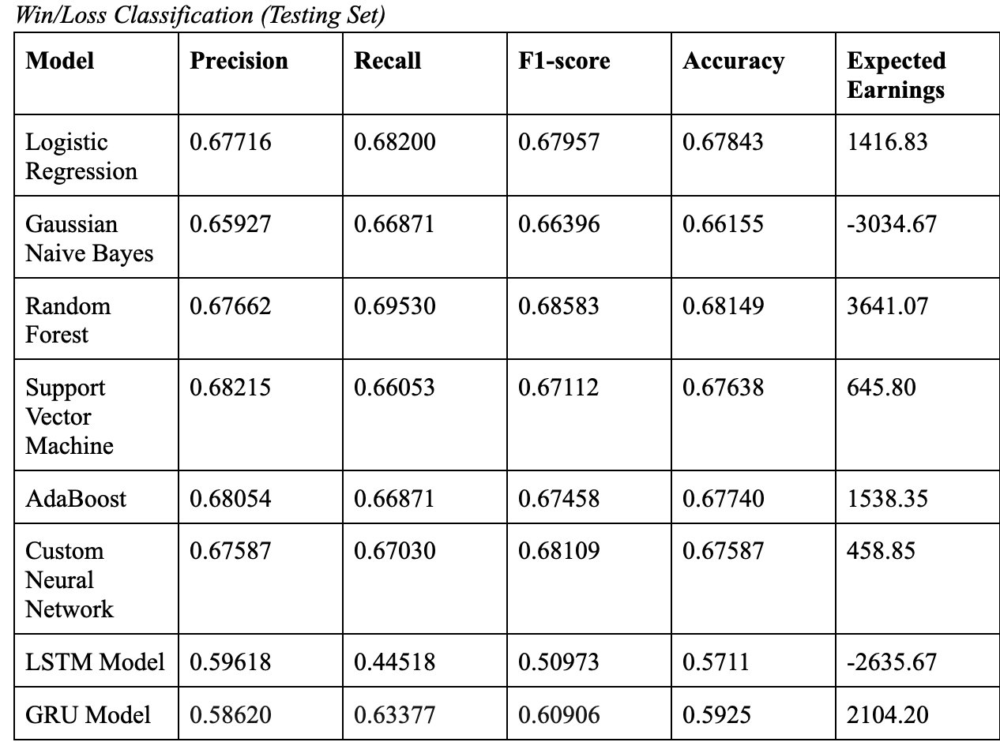 Win/Loss Classification (Testing Set)
Model Precision Recall F1-score Accuracy Expected Earnings
Logistic Regression 0.67716 0.68200 0.67957 0.67843 1416.83
Gaussian Naive Bayes 0.65927 0.66871 0.66396 0.66155 -3034.67
Random Forest 0.67662 0.69530 0.68583 0.68149 3641.07
Support Vector Machine 0.68215 0.66053 0.67112 0.67638 645.80
AdaBoost 0.68054 0.66871 0.67458 0.67740 1538.35
Custom Neural Network 0.67587 0.67030 0.68109 0.67587 458.85
LSTM Model 0.59618 0.44518 0.50973 0.5711 -2635.67
GRU Model 0.58620 0.63377 0.60906 0.5925 2104.20